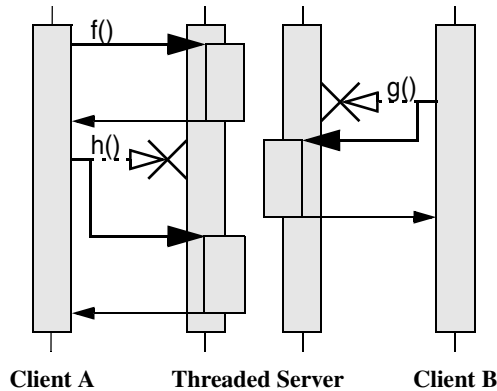 f()
g()
h()
Client A Threaded Server Client B